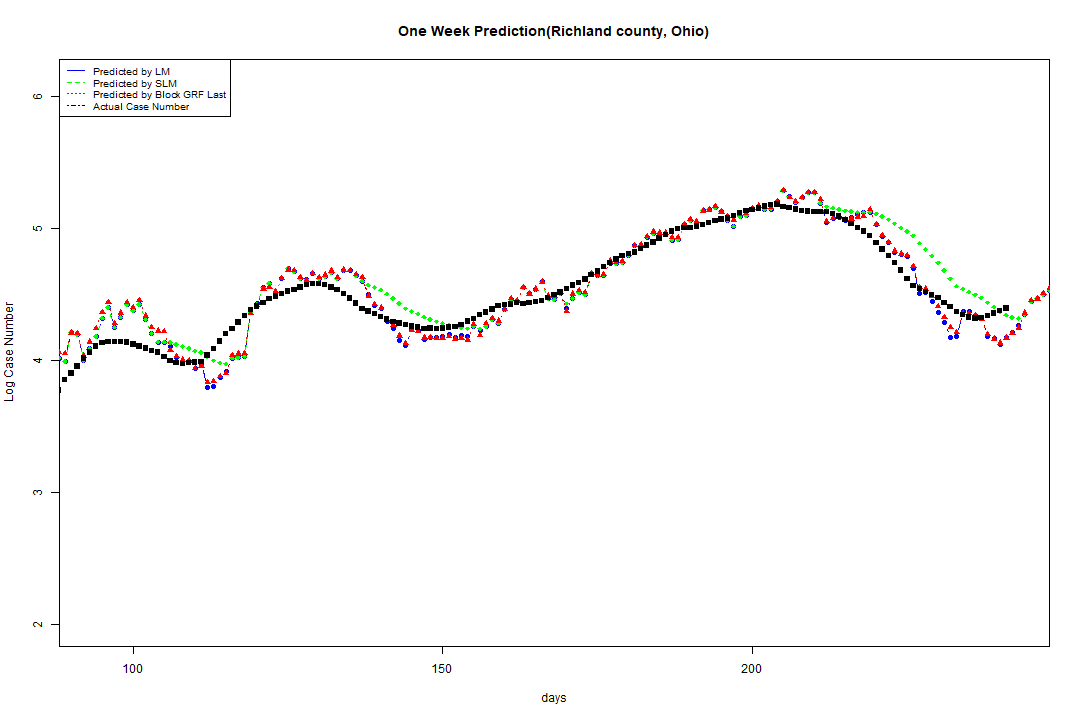 One Week Prediction(Richland county, Ohio)
Predicted by LM
Predicted by SLM
Predicted by Block GRF Last
Actual Case Number
6
5
4
3
2
Log Case Number
100
150
200
days